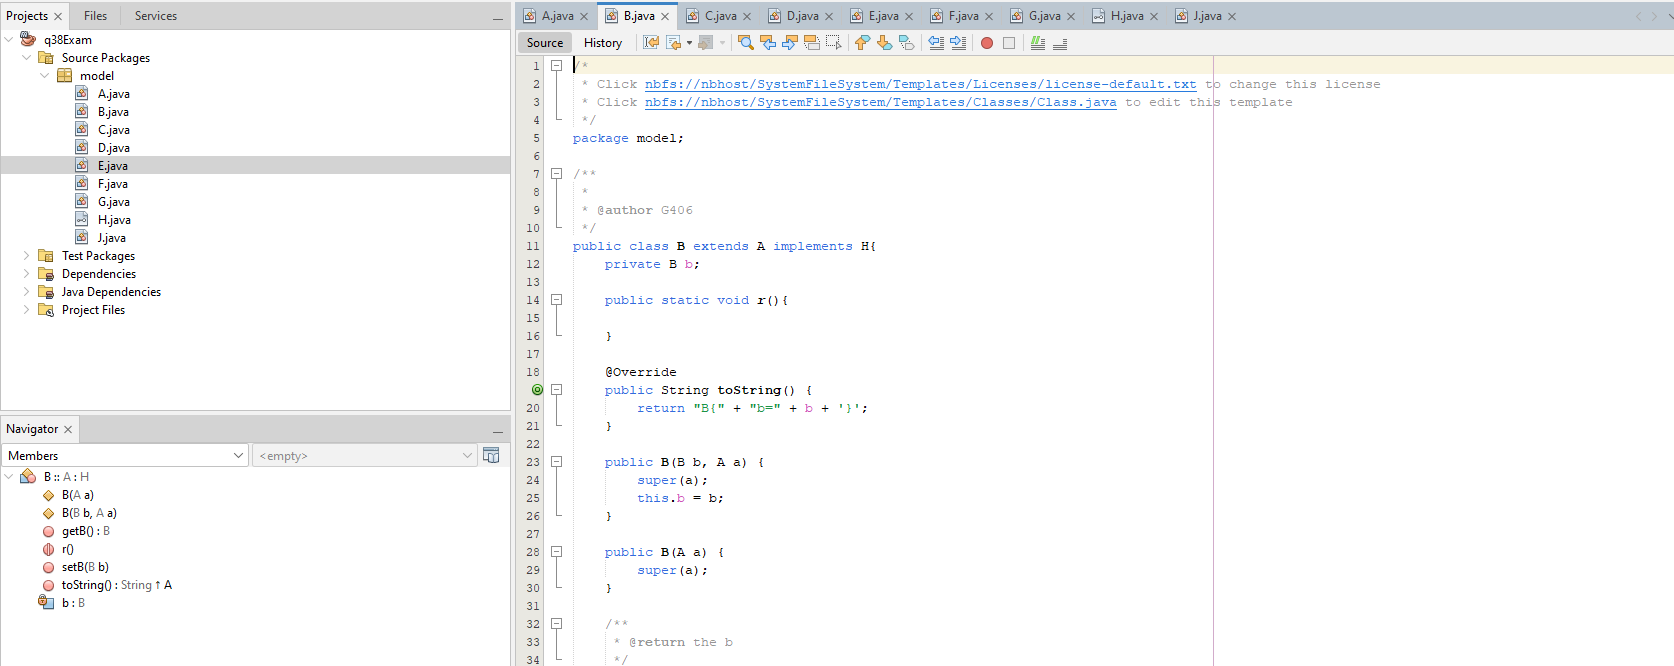 Projects
Files
Services
q38Exam
Source Packages
model
A.java
B.java
C.java
D.java
E.java
F.java
G.java
H.java
J.java
Test Packages
Dependencies
Java Dependencies
Project Files
Navigator
Members
<empty>
B :: A : H
B(A a)
B(B b, A a)
getB() : B
r()
setB(B b)
toString() : String ↑ A
b : B
A.java
B.java
C.java
D.java
E.java
F.java
G.java
H.java
J.java
Source
History
1 /*
2 * Click nbfs://nbhost/SystemFileSystem/Templates/Licenses/license-default.txt to change this license
3 * Click nbfs://nbhost/SystemFileSystem/Templates/Classes/Class.java to edit this template
4 */
5 package model;
6
7 /**
8 *
9 * @author G406
10 */
11 public class B extends A implements H{
12 private B b;
13
14 public static void r(){
15
16 }
17
18 @Override
public String toString() {
20 return "B{" + "b=" + b + '}';
21 }
22
23 public B(B b, A a) {
24 super(a);
25 this.b = b;
26 }
27
28 public B(A a) {
29 super(a);
30 }
31
32 /**
33 * @return the b
34 */